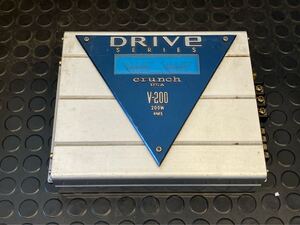 DRIVe
SERIES
crunch
USA
V-200
200W
RMS